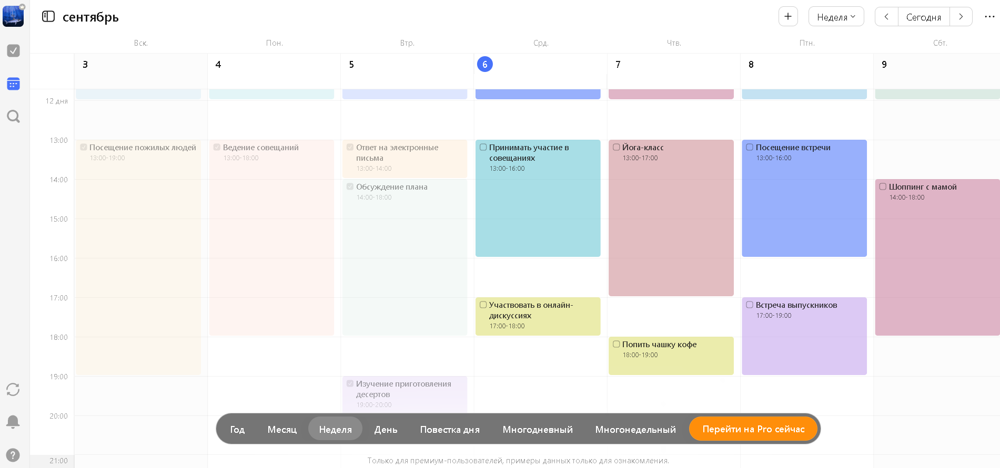 сентябрь
Неделя
Сегодня
Вск.
Пон.
Втр.
Срд.
Чтв.
Птн.
Сбт.
3
4
5
6
7
8
9
12 дня
13:00
14:00
15:00
16:00
17:00
18:00
19:00
20:00
21:00
Посещение пожилых людей
13:00-19:00
Ведение совещаний
13:00-18:00
Ответ на электронные
письма
13:00-14:00
Обсуждение плана
14:00-18:00
Изучение приготовления
десертов
19:00-20:00
Принимать участие в
совещаниях
13:00-16:00
Участвовать в онлайн-
дискуссиях
17:00-18:00
Йога-класс
13:00-17:00
Попить чашку кофе
18:00-19:00
Посещение встречи
13:00-16:00
Встреча выпускников
17:00-19:00
Шоппинг с мамой
14:00-18:00
Год
Месяц
Неделя
День
Повестка дня
Многодневный
Многонедельный
Перейти на Pro сейчас
Только для премиум-пользователей, примеры данных только для ознакомления.